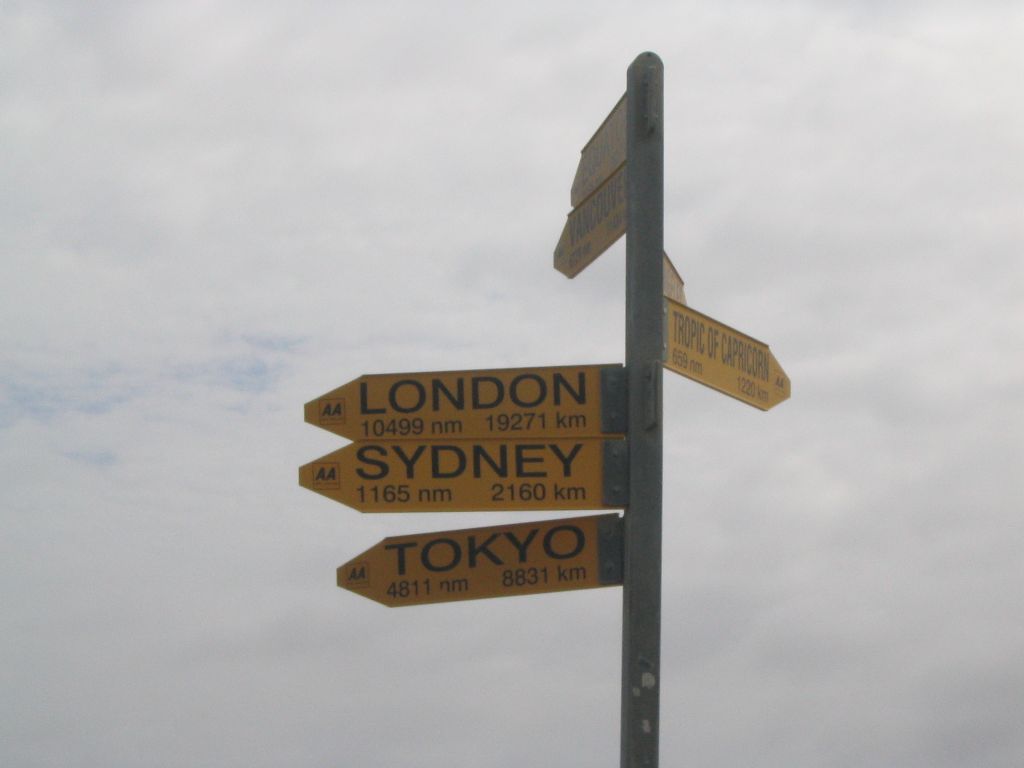 VANCOUVE
TROPIC OF CAPRICORN
659 nm 1220 km
AA
AA LONDON
10499 nm 19271 km
AA SYDNEY
1165 nm 2160 km
AA TOKYO
4811 nm 8831 km